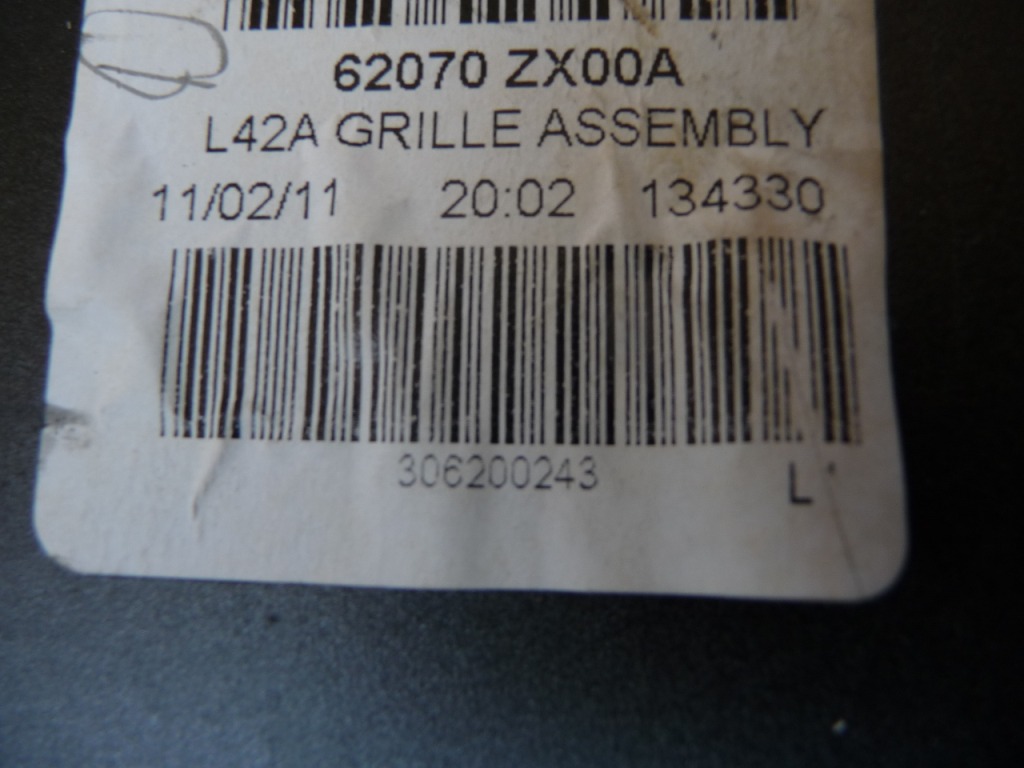 62070 ZX00A
L42A GRILLE ASSEMBLY
11/02/11 20:02 134330
306200243
L